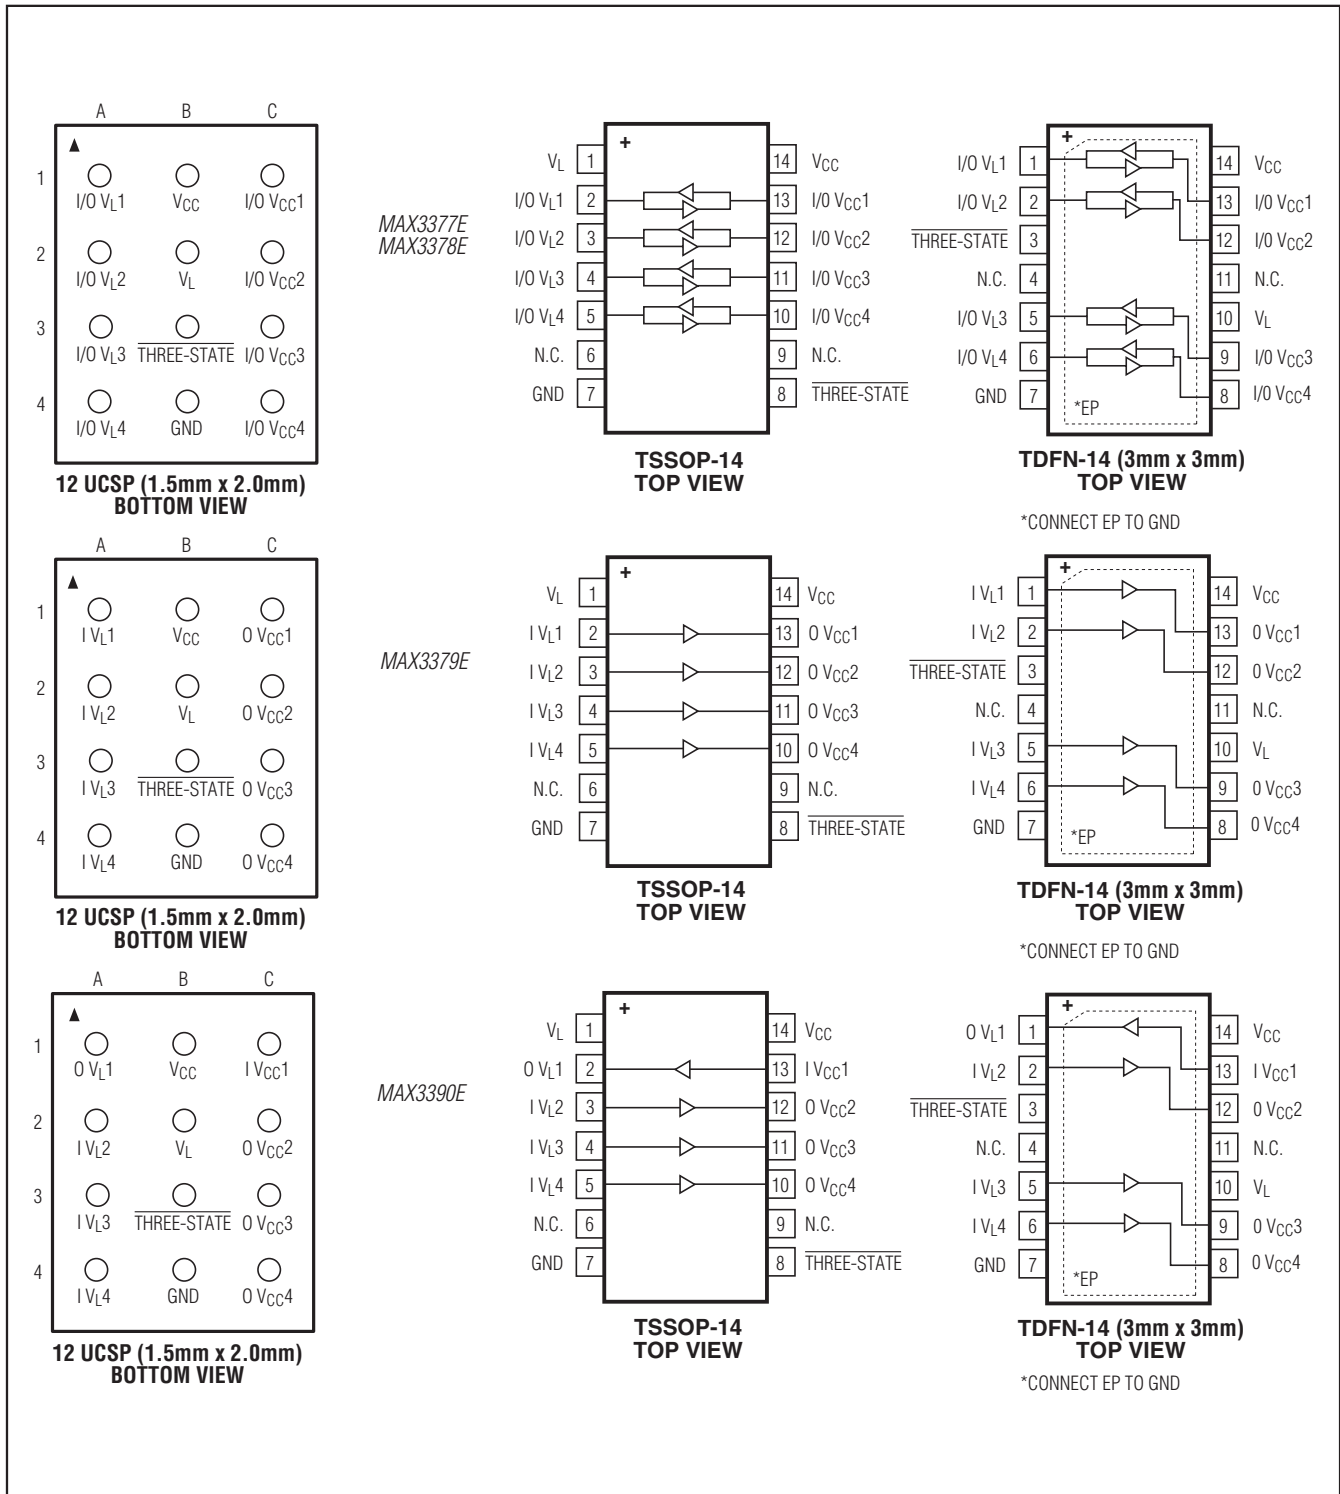 A B C
1 2 3 4
I/O VL1 VCC I/O VCC1
I/O VL2 VL I/O VCC2
I/O VL3 THREE-STATE I/O VCC3
I/O VL4 GND I/O VCC4
12 UCSP (1.5mm x 2.0mm)
BOTTOM VIEW
MAX3377E
MAX3378E
+
VL 1 14 VCC
I/O VL1 2 13 I/O VCC1
I/O VL2 3 12 I/O VCC2
I/O VL3 4 11 I/O VCC3
I/O VL4 5 10 I/O VCC4
N.C. 6 9 N.C.
GND 7 8 THREE-STATE
TSSOP-14
TOP VIEW
+
I/O VL1 1 14 VCC
I/O VL2 2 13 I/O VCC1
THREE-STATE 3 12 I/O VCC2
N.C. 4 11 N.C.
I/O VL3 5 10 VL
I/O VL4 6 9 I/O VCC3
GND 7 8 I/O VCC4
*EP
TDFN-14 (3mm x 3mm)
TOP VIEW
*CONNECT EP TO GND
A B C
1 2 3 4
I VL1 VCC O VCC1
I VL2 VL O VCC2
I VL3 THREE-STATE O VCC3
I VL4 GND O VCC4
12 UCSP (1.5mm x 2.0mm)
BOTTOM VIEW
MAX3379E
+
VL 1 14 VCC
I VL1 2 13 O VCC1
I VL2 3 12 O VCC2
I VL3 4 11 O VCC3
I VL4 5 10 O VCC4
N.C. 6 9 N.C.
GND 7 8 THREE-STATE
TSSOP-14
TOP VIEW
+
I VL1 1 14 VCC
I VL2 2 13 O VCC1
THREE-STATE 3 12 O VCC2
N.C. 4 11 N.C.
I VL3 5 10 VL
I VL4 6 9 O VCC3
GND 7 8 O VCC4
*EP
TDFN-14 (3mm x 3mm)
TOP VIEW
*CONNECT EP TO GND
A B C
1 2 3 4
O VL1 VCC I VCC1
I VL2 VL O VCC2
I VL3 THREE-STATE O VCC3
I VL4 GND O VCC4
12 UCSP (1.5mm x 2.0mm)
BOTTOM VIEW
MAX3390E
+
VL 1 14 VCC
O VL1 2 13 I VCC1
I VL2 3 12 O VCC2
I VL3 4 11 O VCC3
I VL4 5 10 O VCC4
N.C. 6 9 N.C.
GND 7 8 THREE-STATE
TSSOP-14
TOP VIEW
+
O VL1 1 14 VCC
I VL2 2 13 I VCC1
THREE-STATE 3 12 O VCC2
N.C. 4 11 N.C.
I VL3 5 10 VL
I VL4 6 9 O VCC3
GND 7 8 O VCC4
*EP
TDFN-14 (3mm x 3mm)
TOP VIEW
*CONNECT EP TO GND